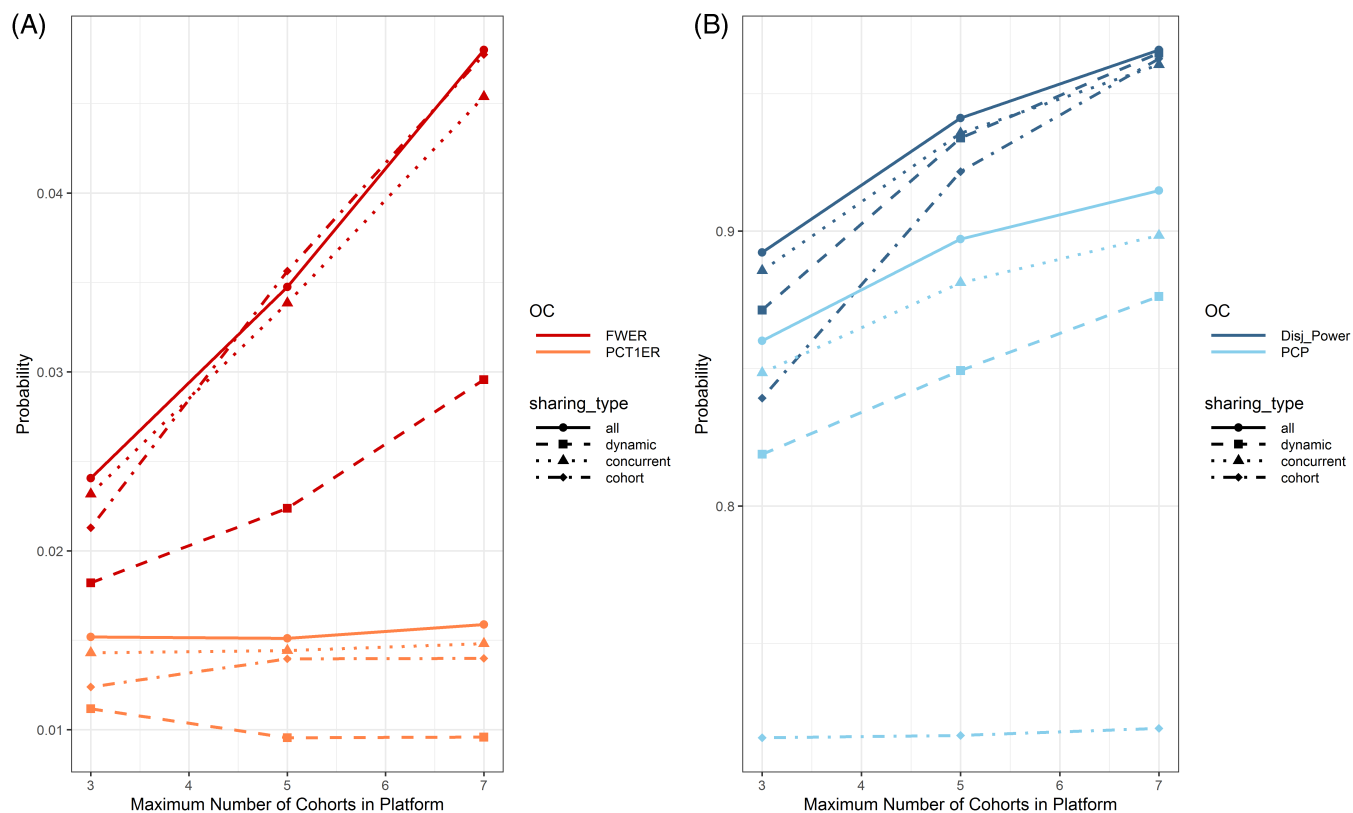 (A)
Probability
0.04
0.03
0.02
0.01
3
4
5
6
7
Maximum Number of Cohorts in Platform
OC
FWER
PCT1ER
sharing_type
all
dynamic
concurrent
cohort
(B)
Probability
0.9
0.8
3
4
5
6
7
Maximum Number of Cohorts in Platform
OC
Disj_Power
PCP
sharing_type
all
dynamic
concurrent
cohort